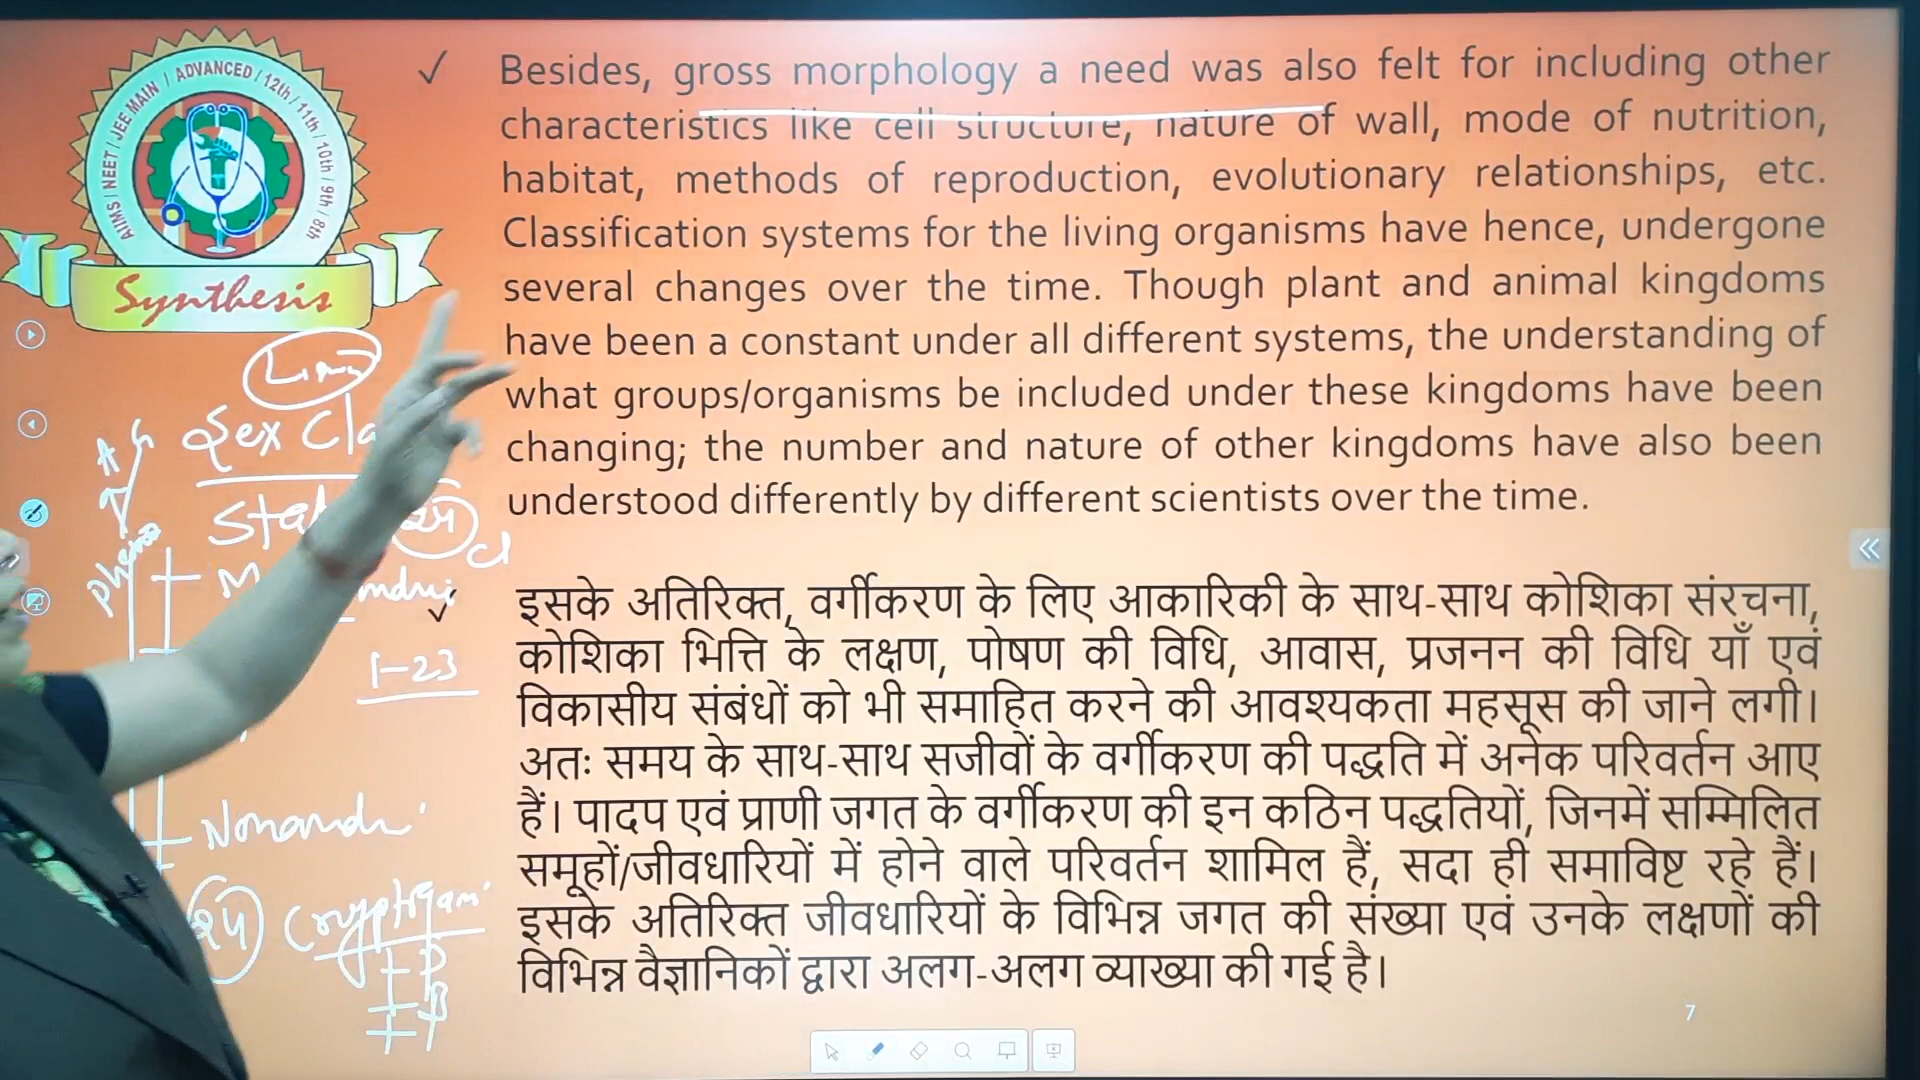 AIIMS / NEET / JEE MAIN / ADVANCED / 12th / 11th / 10th / 9th / 8th
Synthesis
✓ Besides, gross morphology a need was also felt for including other
characteristics like cell structure, nature of wall, mode of nutrition,
habitat, methods of reproduction, evolutionary relationships, etc.
Classification systems for the living organisms have hence, undergone
several changes over the time. Though plant and animal kingdoms
have been a constant under all different systems, the understanding of
what groups/organisms be included under these kingdoms have been
changing; the number and nature of other kingdoms have also been
understood differently by different scientists over the time.
✓ इसके अतिरिक्त, वर्गीकरण के लिए आकारिकी के साथ-साथ कोशिका संरचना,
कोशिका भित्ति के लक्षण, पोषण की विधि, आवास, प्रजनन की विधि याँ एवं
विकासीय संबंधों को भी समाहित करने की आवश्यकता महसूस की जाने लगी।
अतः समय के साथ-साथ सजीवों के वर्गीकरण की पद्धति में अनेक परिवर्तन आए
हैं। पादप एवं प्राणी जगत के वर्गीकरण की इन कठिन पद्धतियों, जिनमें सम्मिलित
समूहों/जीवधारियों में होने वाले परिवर्तन शामिल हैं, सदा ही समाविष्ट रहे हैं।
इसके अतिरिक्त जीवधारियों के विभिन्न जगत की संख्या एवं उनके लक्षणों की
विभिन्न वैज्ञानिकों द्वारा अलग-अलग व्याख्या की गई है।
Sex Cla
Sta 24 Cl
1-23
24 Cryptogam
P
B
T
7